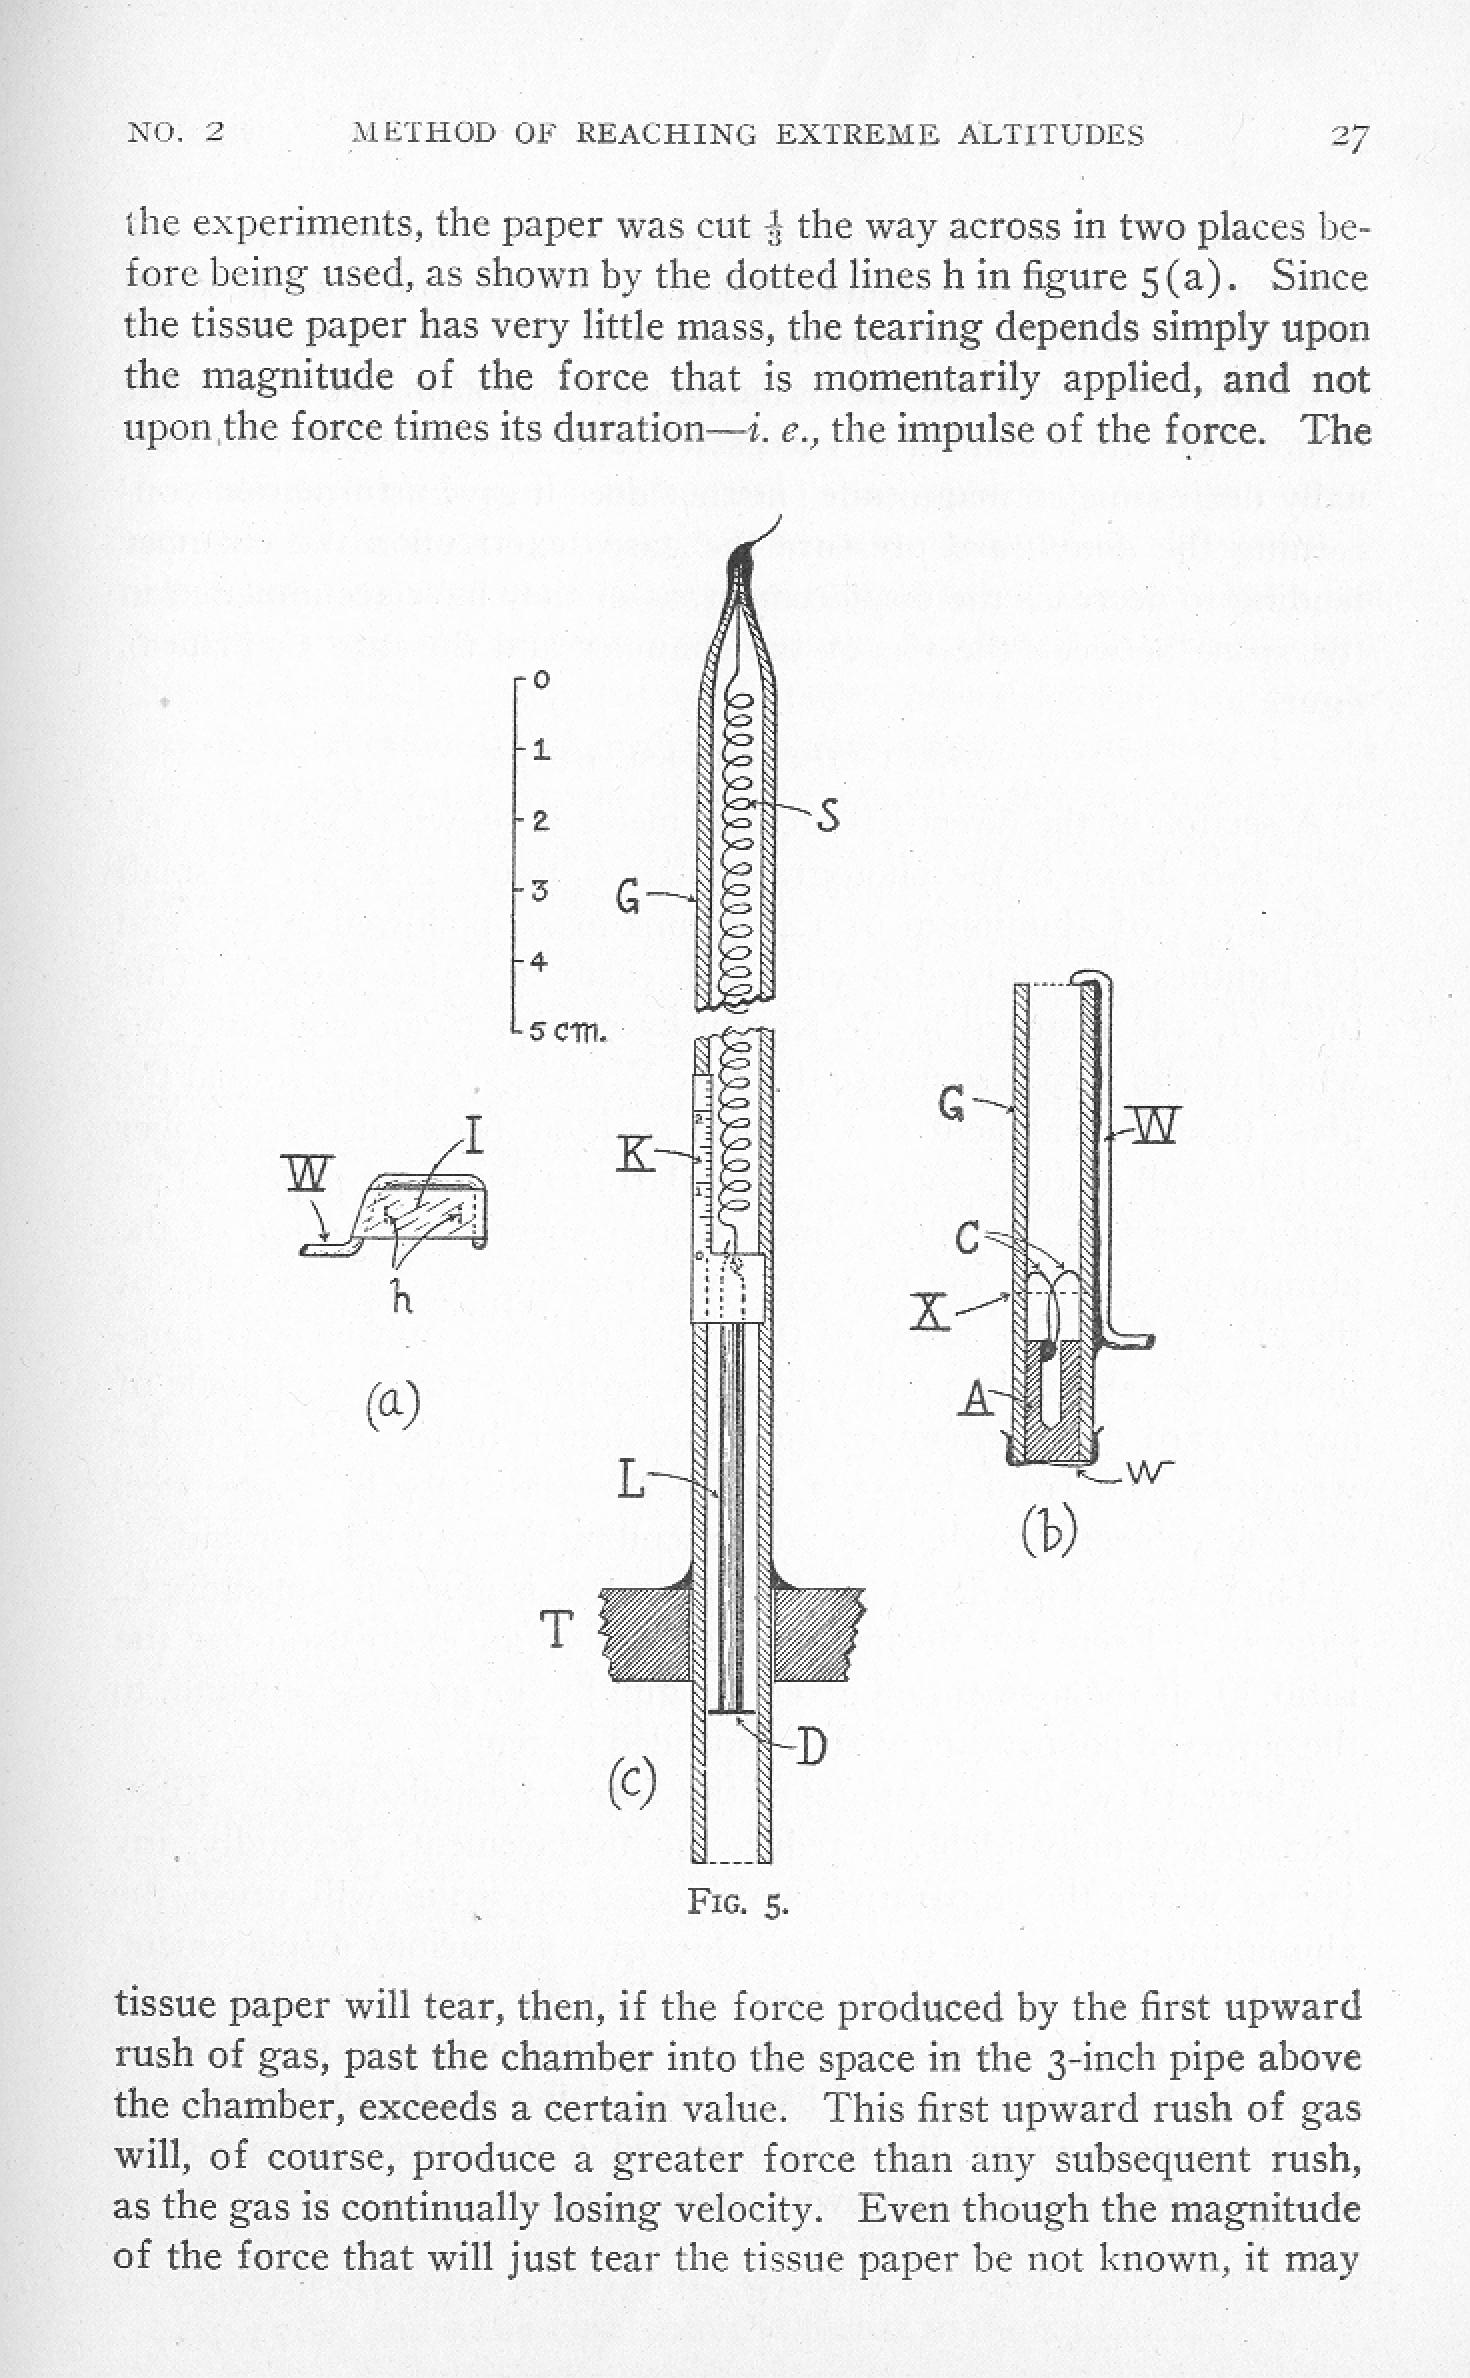 NO. 2 METHOD OF REACHING EXTREME ALTITUDES 27
the experiments, the paper was cut ⅓ the way across in two places be-
fore being used, as shown by the dotted lines h in figure 5(a). Since
the tissue paper has very little mass, the tearing depends simply upon
the magnitude of the force that is momentarily applied, and not
upon the force times its duration—i. e., the impulse of the force. The
0
1
2
3
4
5 cm.
S
G
K
2
1
0
L
T
D
(c)
W
I
h
(a)
G
W
C
X
A
w
(b)
FIG. 5.
tissue paper will tear, then, if the force produced by the first upward
rush of gas, past the chamber into the space in the 3-inch pipe above
the chamber, exceeds a certain value. This first upward rush of gas
will, of course, produce a greater force than any subsequent rush,
as the gas is continually losing velocity. Even though the magnitude
of the force that will just tear the tissue paper be not known, it may